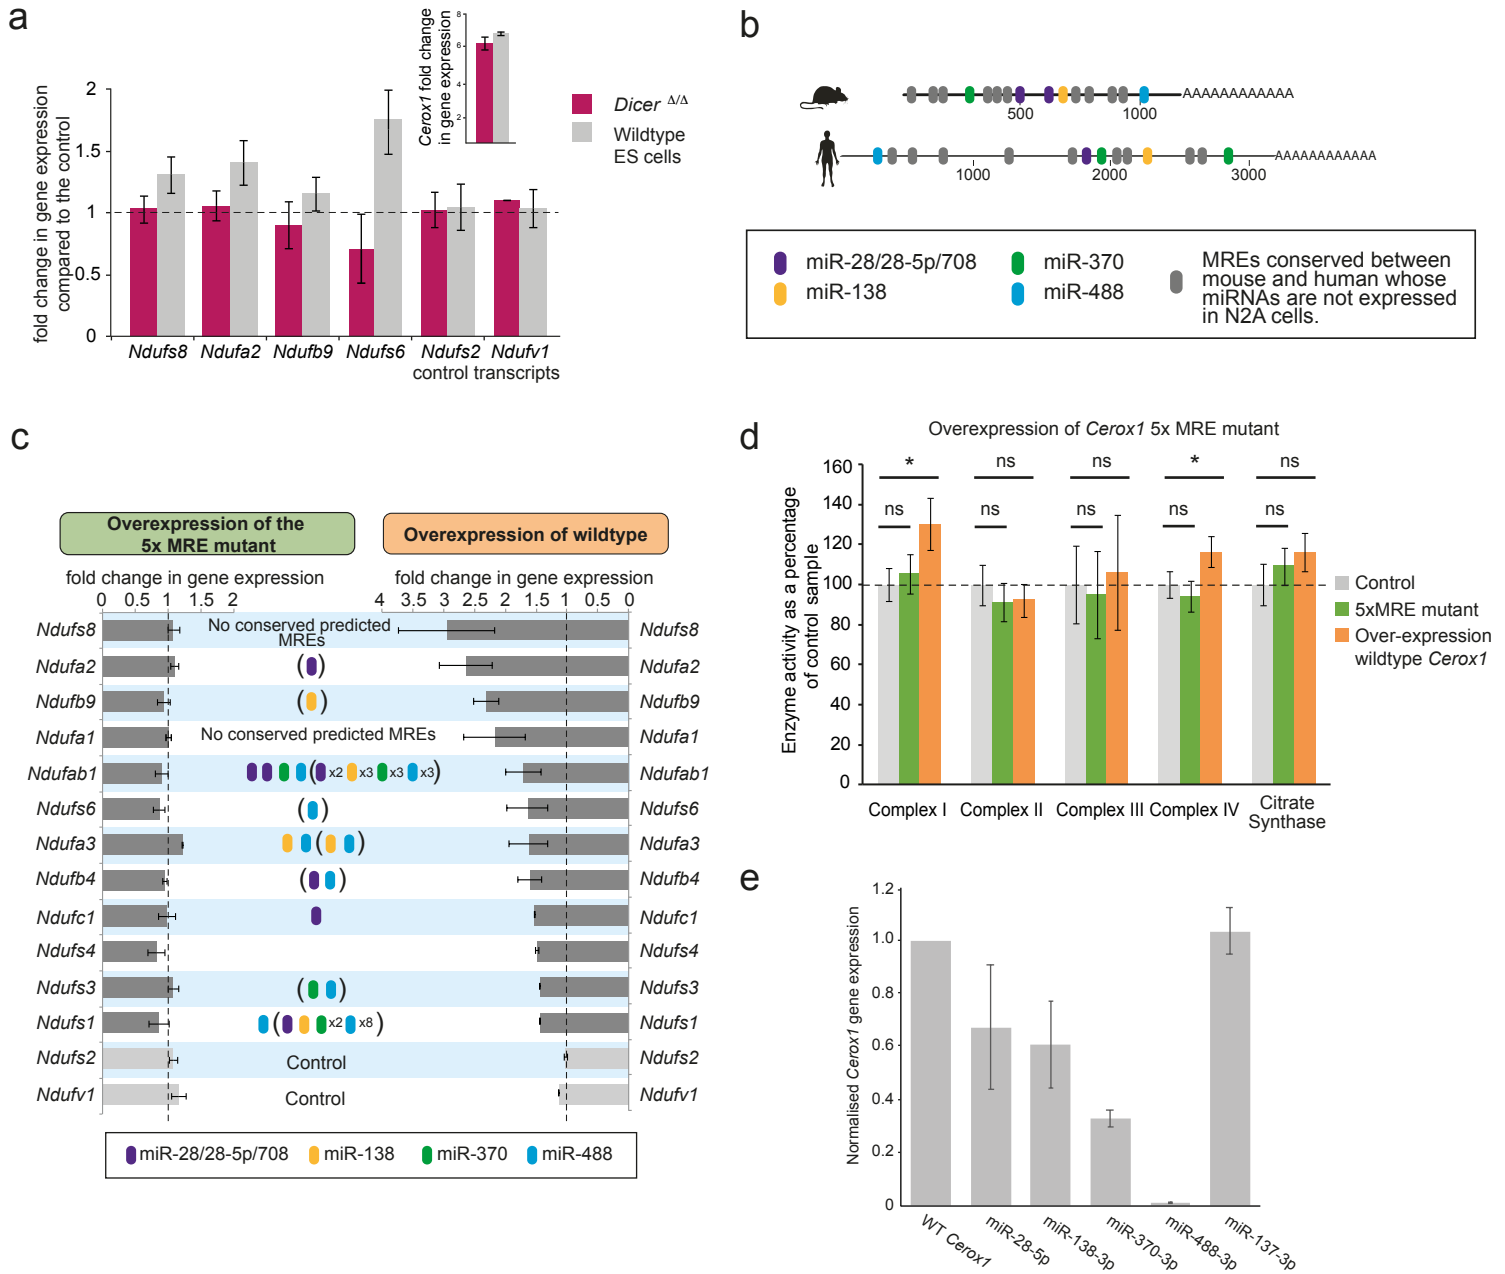 a
fold change in gene expression
compared to the control
2
1.5
1
0.5
0
Ndufs8
Ndufa2
Ndufb9
Ndufs6
Ndufs2
Ndufv1
control transcripts
Cerox1 fold change
in gene expression
8
6
4
2
Dicer Δ/Δ
Wildtype
ES cells
b
AAAAAAAAAAAA
500
1000
AAAAAAAAAAAA
1000
2000
3000
miR-28/28-5p/708
miR-138
miR-370
miR-488
MREs conserved between
mouse and human whose
miRNAs are not expressed
in N2A cells.
c
Overexpression of the
5x MRE mutant
Overexpression of wildtype
fold change in gene expression
fold change in gene expression
0 0.5 1 1.5 2
4 3.5 3 2.5 2 1.5 1 0.5 0
Ndufs8 No conserved predicted Ndufs8
MREs
Ndufa2 ( ) Ndufa2
Ndufb9 ( ) Ndufb9
Ndufa1 No conserved predicted MREs Ndufa1
Ndufab1 ( x2 x3 x3 x3) Ndufab1
Ndufs6 ( ) Ndufs6
Ndufa3 ( ) Ndufa3
Ndufb4 ( ) Ndufb4
Ndufc1 Ndufc1
Ndufs4 Ndufs4
Ndufs3 ( ) Ndufs3
Ndufs1 ( x2 x8 ) Ndufs1
Ndufs2 Control Ndufs2
Ndufv1 Control Ndufv1
miR-28/28-5p/708 miR-138 miR-370 miR-488
d
Overexpression of Cerox1 5x MRE mutant
Enzyme activity as a percentage
of control sample
160
140
120
100
80
60
40
20
0
* ns ns * ns
ns ns ns ns ns
Complex I Complex II Complex III Complex IV Citrate
Synthase
Control
5xMRE mutant
Over-expression
wildtype Cerox1
e
Normalised Cerox1 gene expression
1.2
1.0
0.8
0.6
0.4
0.2
0
WT Cerox1
miR-28-5p
miR-138-3p
miR-370-3p
miR-488-3p
miR-137-3p